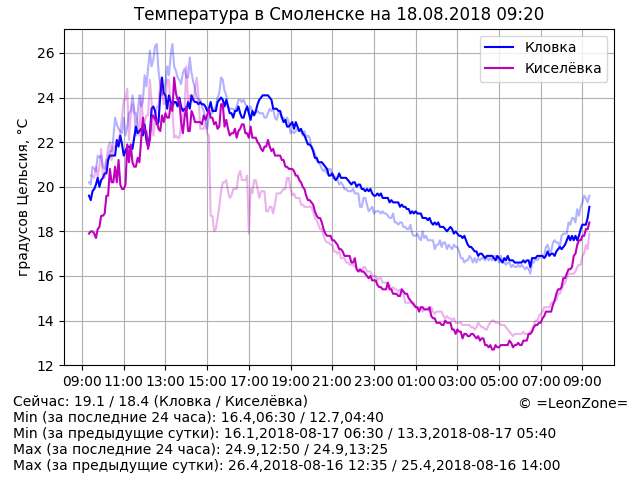 Температура в Смоленске на 18.08.2018 09:20
Кловка
Киселёвка
градусов Цельсия, °C
26
24
22
20
18
16
14
12
09:00 11:00 13:00 15:00 17:00 19:00 21:00 23:00 01:00 03:00 05:00 07:00 09:00
Сейчас: 19.1 / 18.4 (Кловка / Киселёвка)
© =LeonZone=
Min (за последние 24 часа): 16.4,06:30 / 12.7,04:40
Min (за предыдущие сутки): 16.1,2018-08-17 06:30 / 13.3,2018-08-17 05:40
Max (за последние 24 часа): 24.9,12:50 / 24.9,13:25
Max (за предыдущие сутки): 26.4,2018-08-16 12:35 / 25.4,2018-08-16 14:00